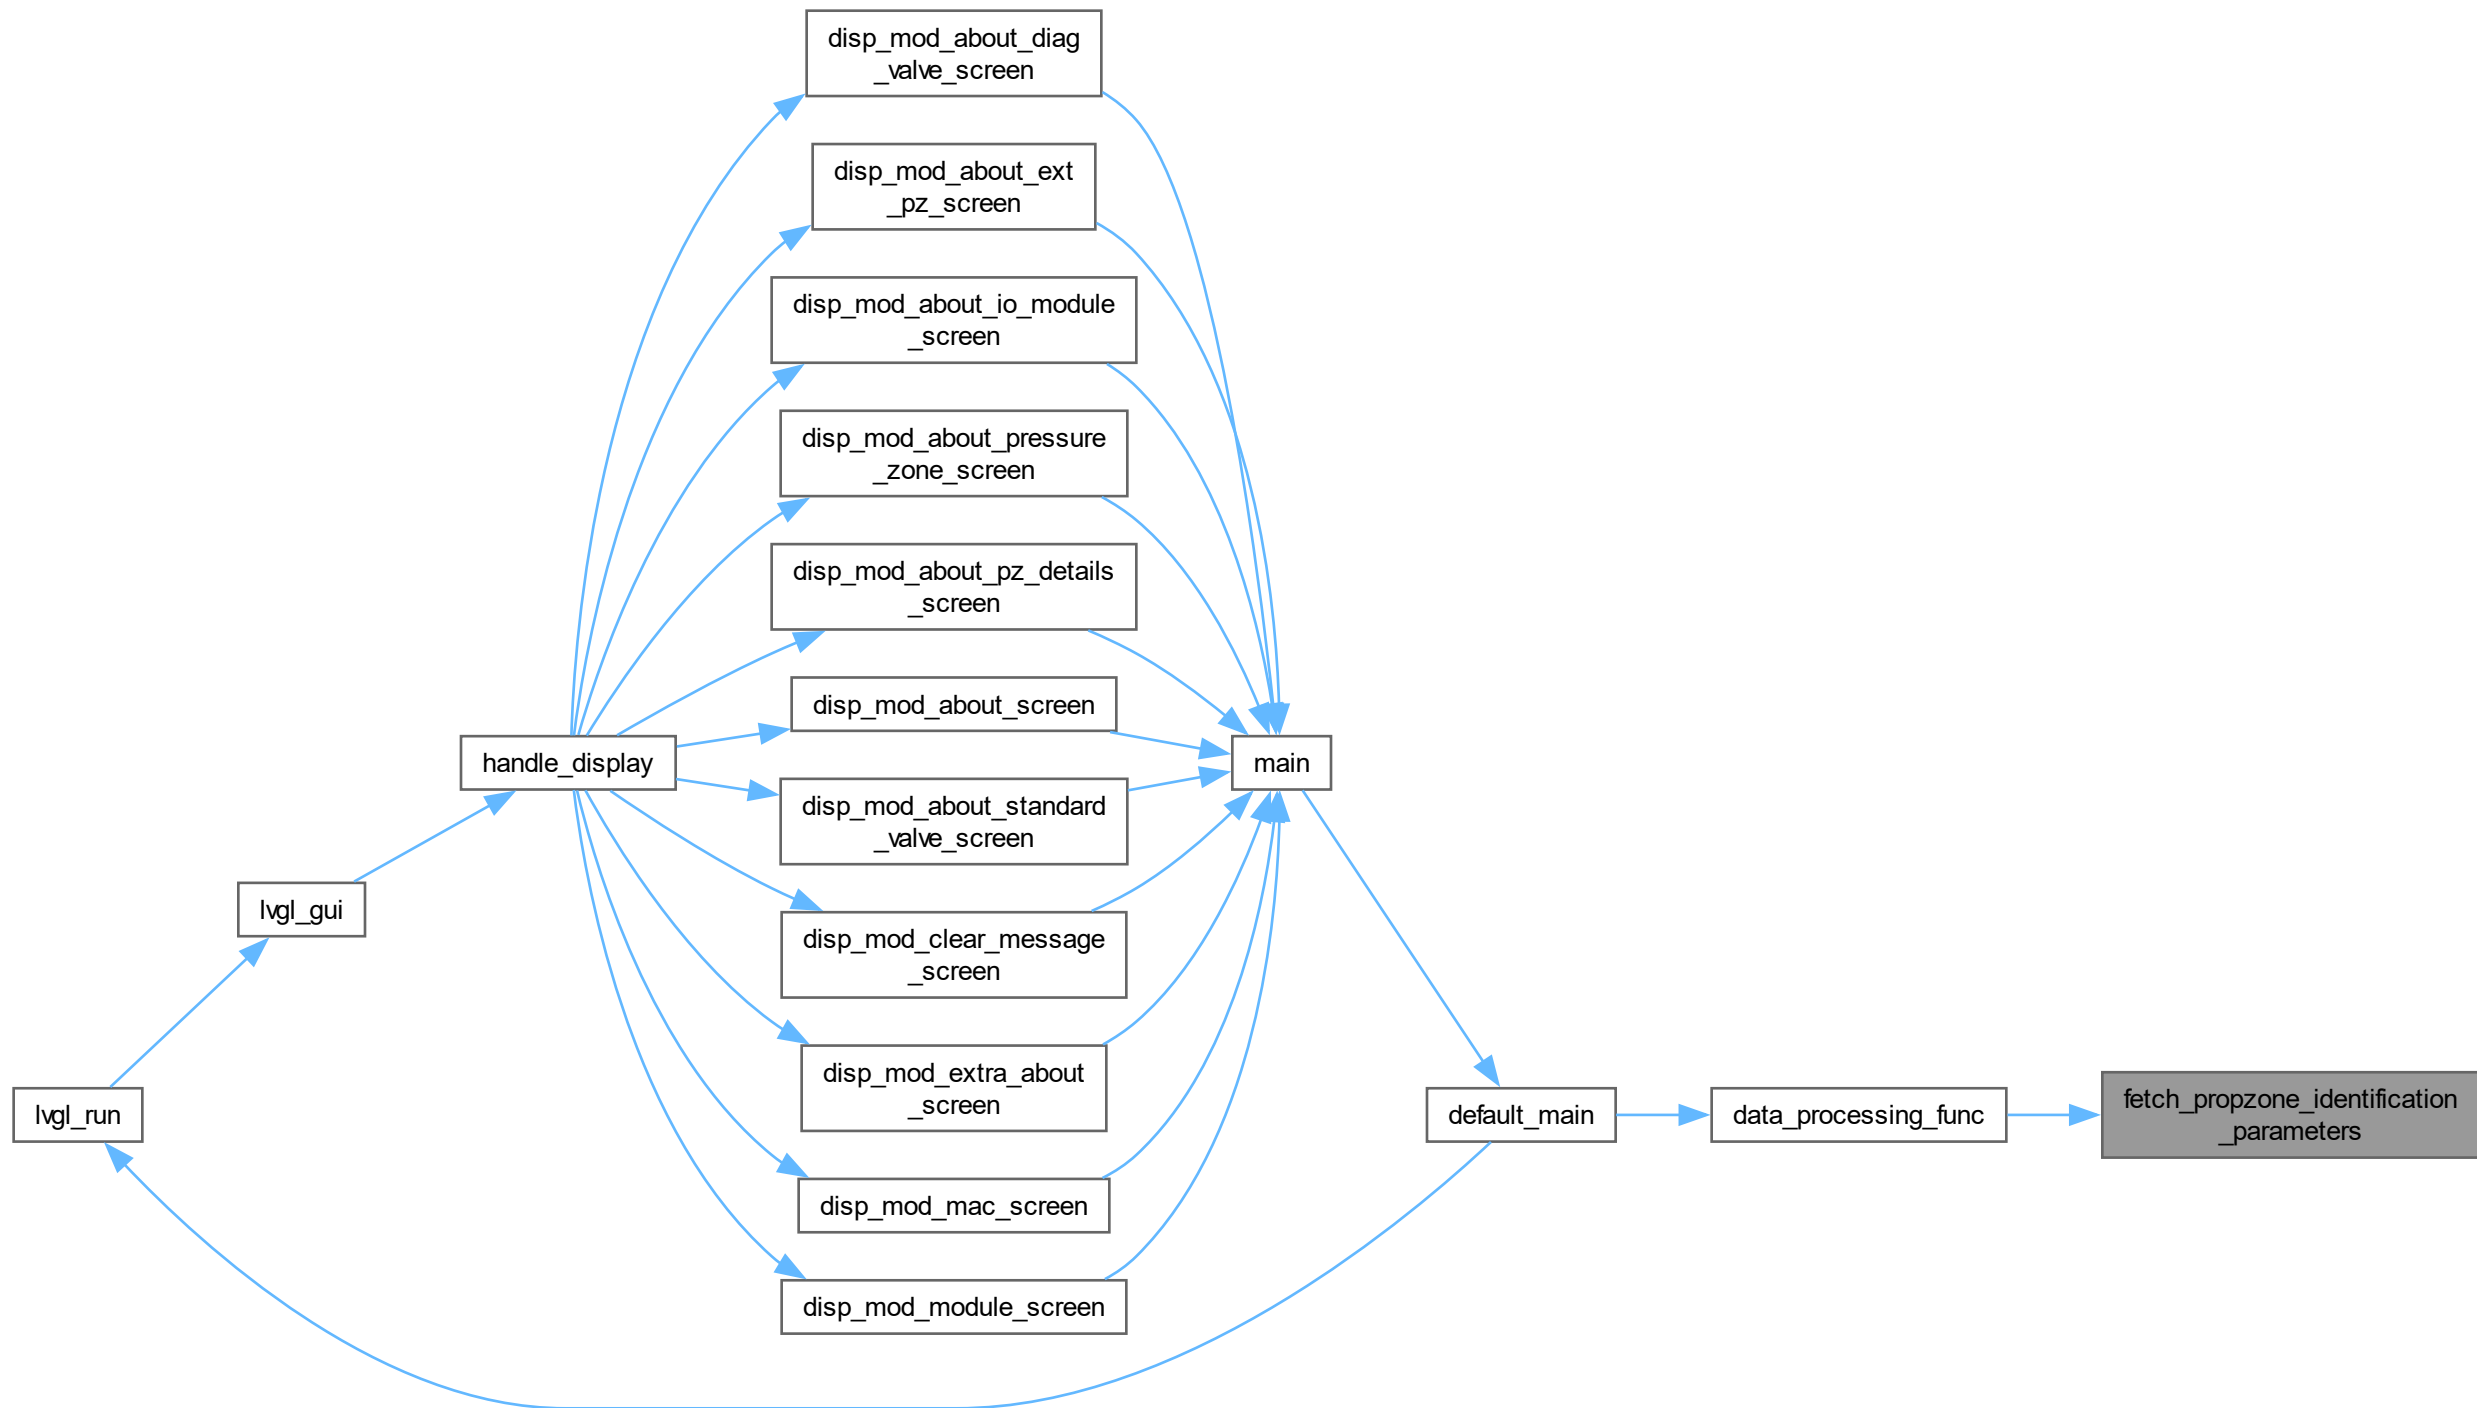 disp_mod_about_diag
_valve_screen
disp_mod_about_ext
_pz_screen
disp_mod_about_io_module
_screen
disp_mod_about_pressure
_zone_screen
disp_mod_about_pz_details
_screen
disp_mod_about_screen
handle_display
main
disp_mod_about_standard
_valve_screen
lvgl_gui
disp_mod_clear_message
_screen
disp_mod_extra_about
_screen
lvgl_run
default_main
data_processing_func
fetch_propzone_identification
_parameters
disp_mod_mac_screen
disp_mod_module_screen